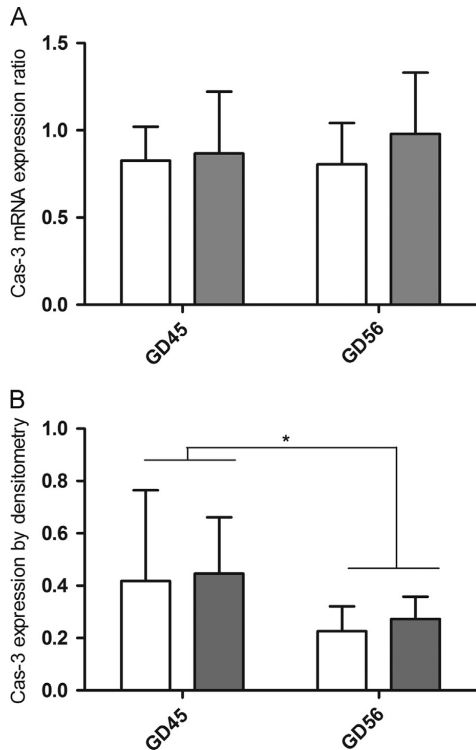 A
Cas-3 mRNA expression ratio
1.5
1.0
0.5
0.0
GD45
GD56
B
Cas-3 expression by densitometry
1.0
0.8
0.6
0.4
0.2
0.0
*
GD45
GD56